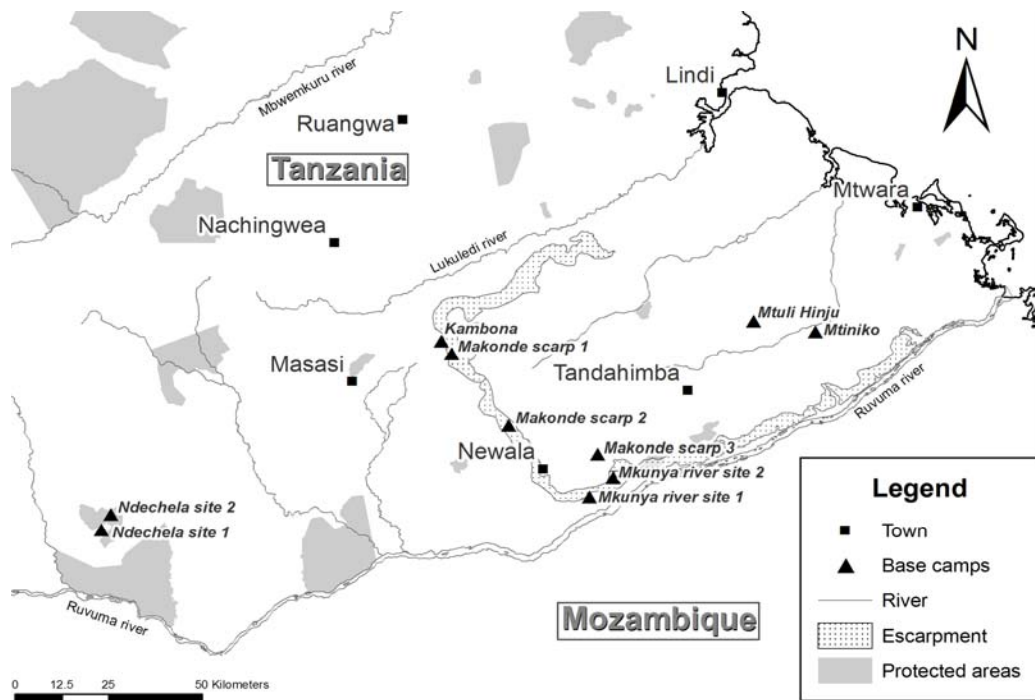 N
Lindi
Mbwemkuru river
Ruangwa
Tanzania
Mtwara
Nachingwea
Lukuledi river
Mtuli Hinju
Kambona
Mtiniko
Makonde scarp 1
Masasi
Tandahimba
Ruvuma river
Makonde scarp 2
Makonde scarp 3
Newala
Mkunya river site 2
Mkunya river site 1
Ndechela site 2
Ndechela site 1
Ruvuma river
Mozambique
Legend
Town
Base camps
River
Escarpment
Protected areas
0 12.5 25 50 Kilometers